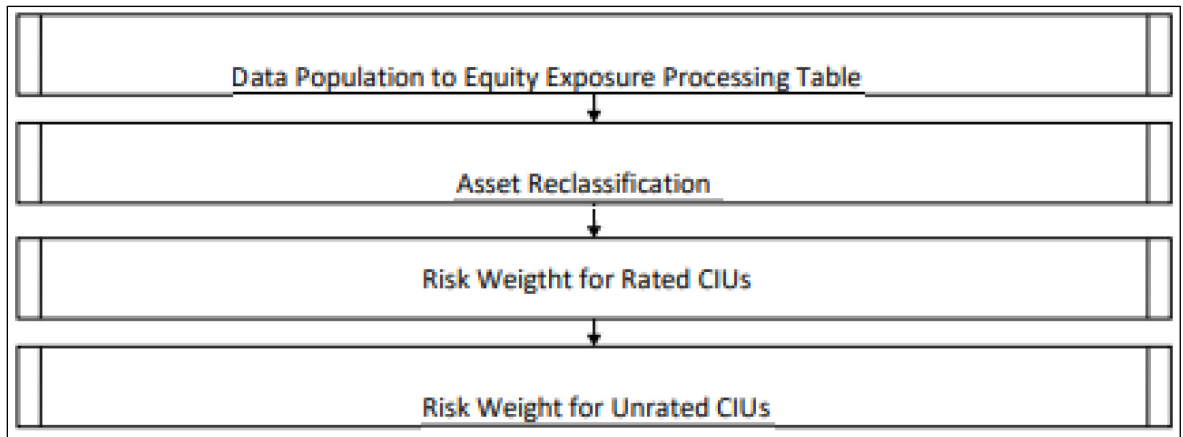 Data Population to Equity Exposure Processing Table
Asset Reclassification
Risk Weigtht for Rated CIUs
Risk Weight for Unrated CIUs